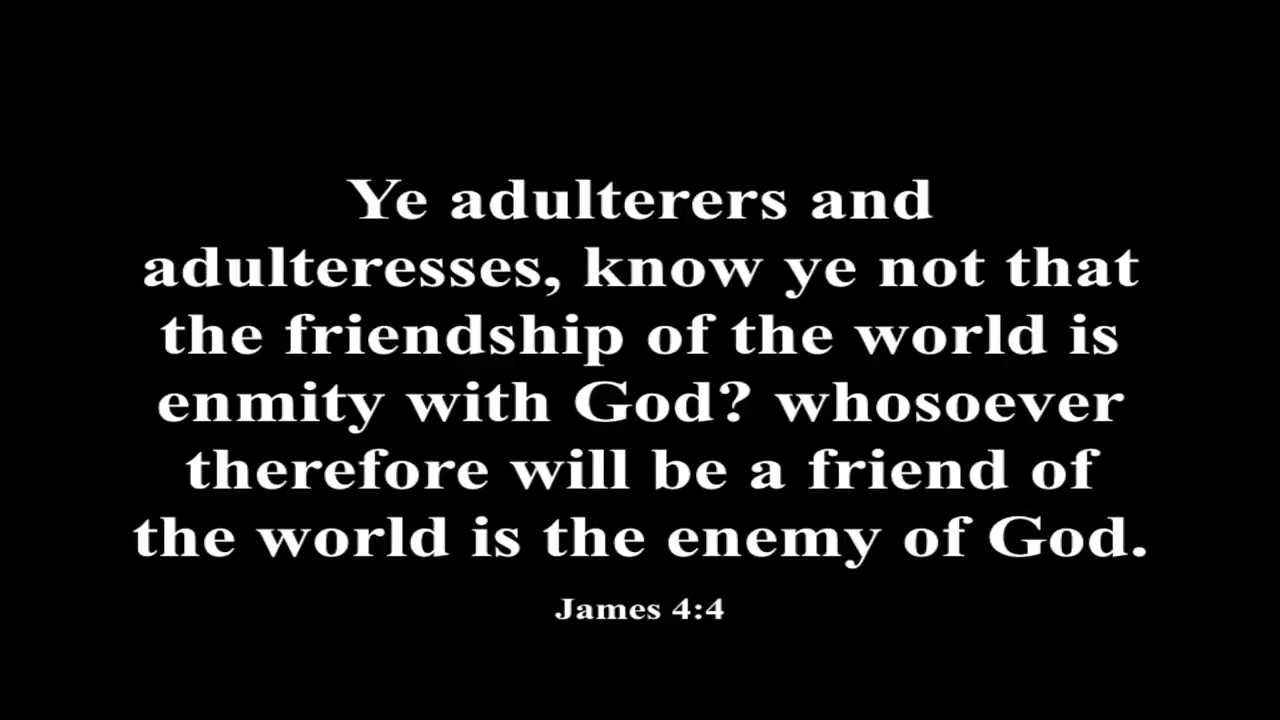 Ye adulterers and
adulteresses, know ye not that
the friendship of the world is
enmity with God? whosoever
therefore will be a friend of
the world is the enemy of God.
James 4:4